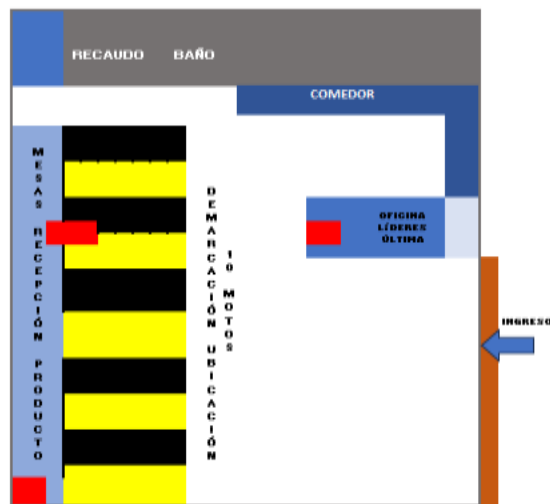 RECAUDO BAÑO
COMEDOR
MESAS RECEPCIÓN PRODUCTO
DEMARCACIÓN UBICACIÓN
10 MOTOS
OFICINA
LÍDERES
ÚLTIMA
INGRESO